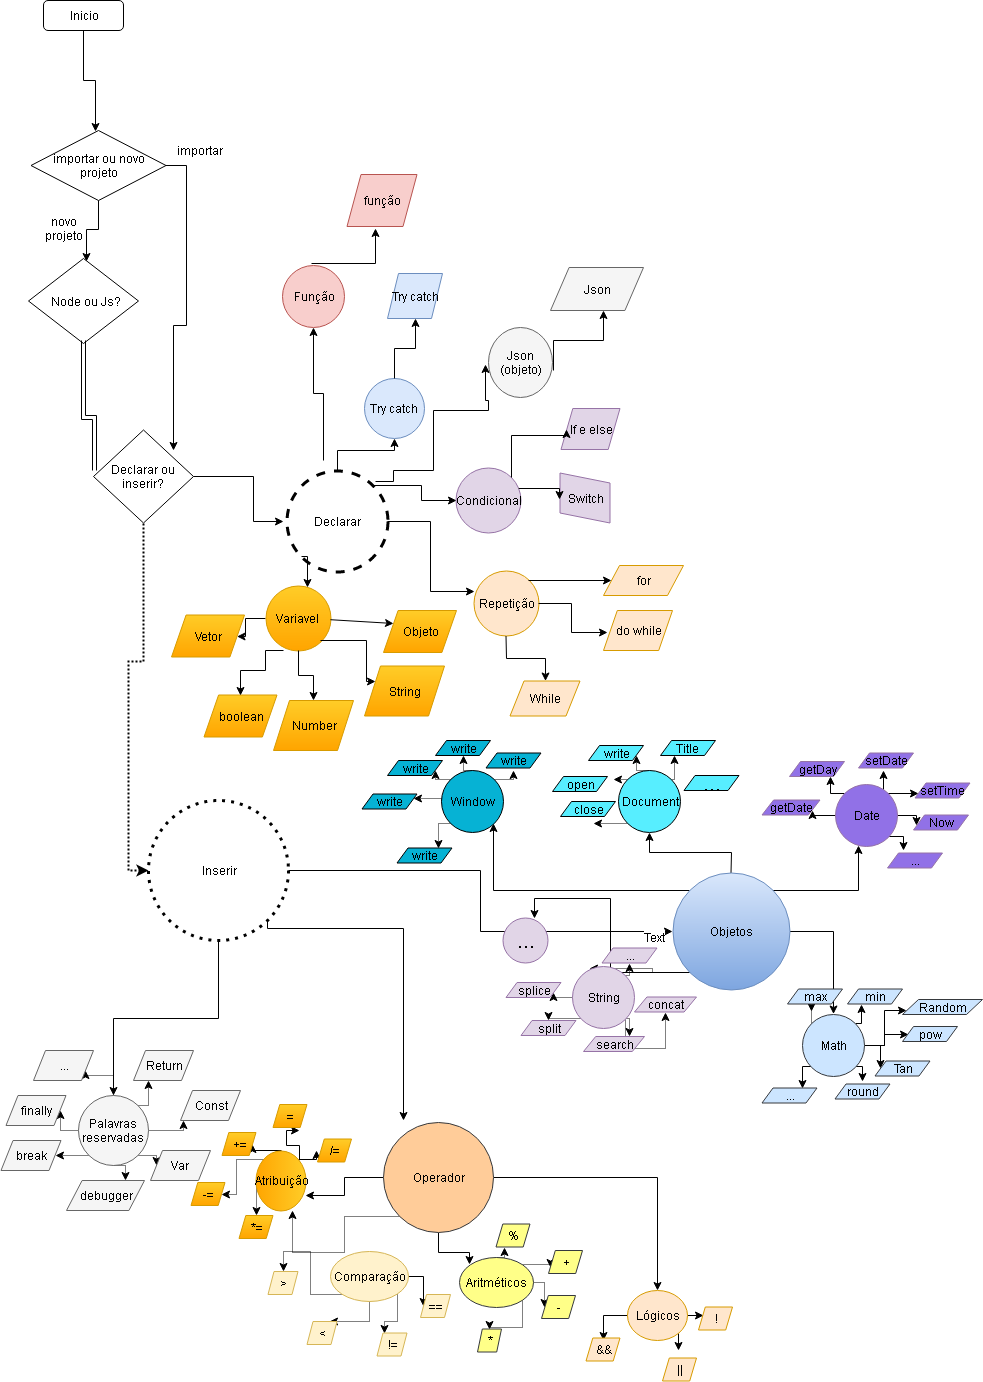 Inicio
importar ou novo
projeto
importar
novo
projeto
Node ou Js?
Declarar ou
inserir?
função
Função
Try catch
Try catch
Json
Json
(objeto)
If e else
Condicional
Switch
Declarar
Variavel
Vetor
Objeto
boolean
Number
String
Repetição
for
do while
While
Inserir
write
write
write
write
write
Window
write
Title
open
...
close
Document
getDay
setDate
setTime
getDate
Now
...
Date
Objetos
Text
...
...
splice
String
concat
split
search
max
min
Random
pow
Math
Tan
round
...
...
Return
finally
Const
Palavras
reservadas
break
Var
debugger
=
+=
/=
Atribuição
-=
*=
Operador
>
Comparação
==
<
!=
%
+
Aritméticos
-
*
Lógicos
!
&&
||